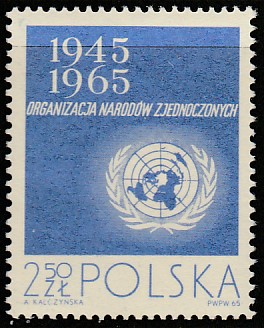 1945
1965
ORGANIZACJA NARODÓW ZJEDNOCZONYCH
2.50 ZŁ POLSKA
A. KALCZYŃSKA PWPW 65